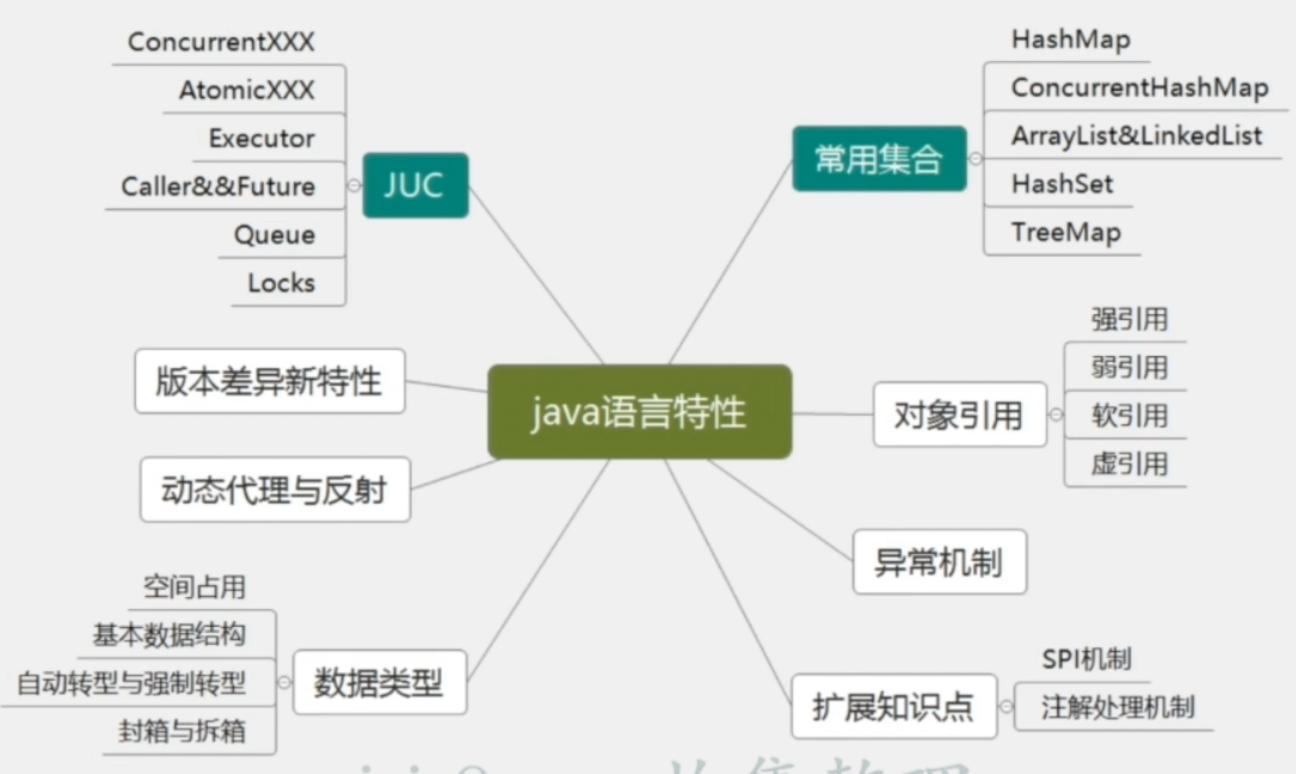 java语言特性
JUC
ConcurrentXXX
AtomicXXX
Executor
Caller&&Future
Queue
Locks
版本差异新特性
动态代理与反射
数据类型
空间占用
基本数据结构
自动转型与强制转型
封箱与拆箱
常用集合
HashMap
ConcurrentHashMap
ArrayList&LinkedList
HashSet
TreeMap
对象引用
强引用
弱引用
软引用
虚引用
异常机制
扩展知识点
SPI机制
注解处理机制